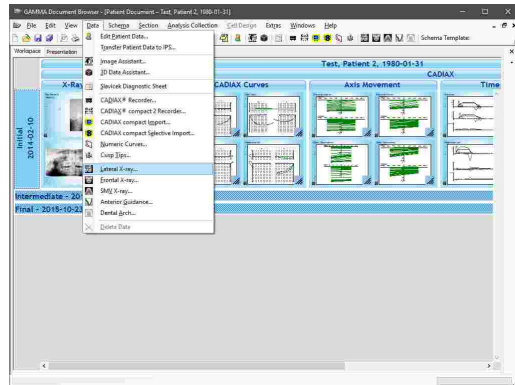 GAMMA Document Browser - [Patient Document - Test, Patient 2, 1980-01-31]
File Edit View Data Schema Section Analysis Collection Cell Design Extras Windows Help
Schema Template:
Workspace Presentation
Edit Patient Data...
Transfer Patient Data to IPS...
Image Assistant...
3D Data Assistant...
Slavicek Diagnostic Sheet
CADIAX® Recorder...
CADIAX® compact 2 Recorder...
CADIAX compact Import...
CADIAX compact Selective Import...
Numeric Curves...
Cusp Tips...
Lateral X-ray...
Frontal X-ray...
SMV X-ray...
Anterior Guidance...
Dental Arch...
Delete Data
Test, Patient 2, 1980-01-31
CADIAX
X-Ray
CADIAX Curves
Axis Movement
Time
Initial
2014-02-10
Intermediate - 20
Final - 2015-10-23